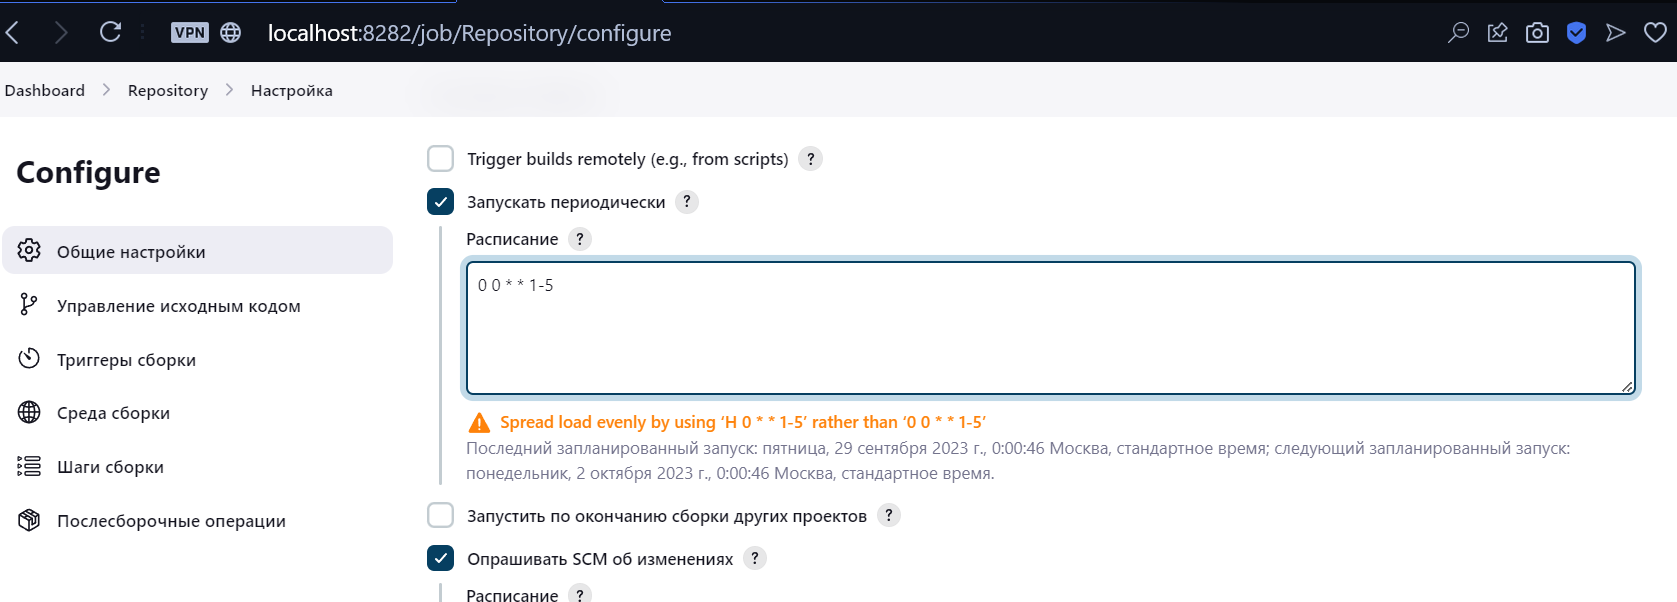 VPN localhost:8282/job/Repository/configure
Dashboard Repository Настройка
Configure
Общие настройки
Управление исходным кодом
Триггеры сборки
Среда сборки
Шаги сборки
Послесборочные операции
Trigger builds remotely (e.g., from scripts) ?
Запускать периодически ?
Расписание ?
0 0 * * 1-5
Spread load evenly by using ‘H 0 * * 1-5’ rather than ‘0 0 * * 1-5’
Последний запланированный запуск: пятница, 29 сентября 2023 г., 0:00:46 Москва, стандартное время; следующий запланированный запуск:
понедельник, 2 октября 2023 г., 0:00:46 Москва, стандартное время.
Запустить по окончанию сборки других проектов ?
Опрашивать SCM об изменениях ?
Расписание ?